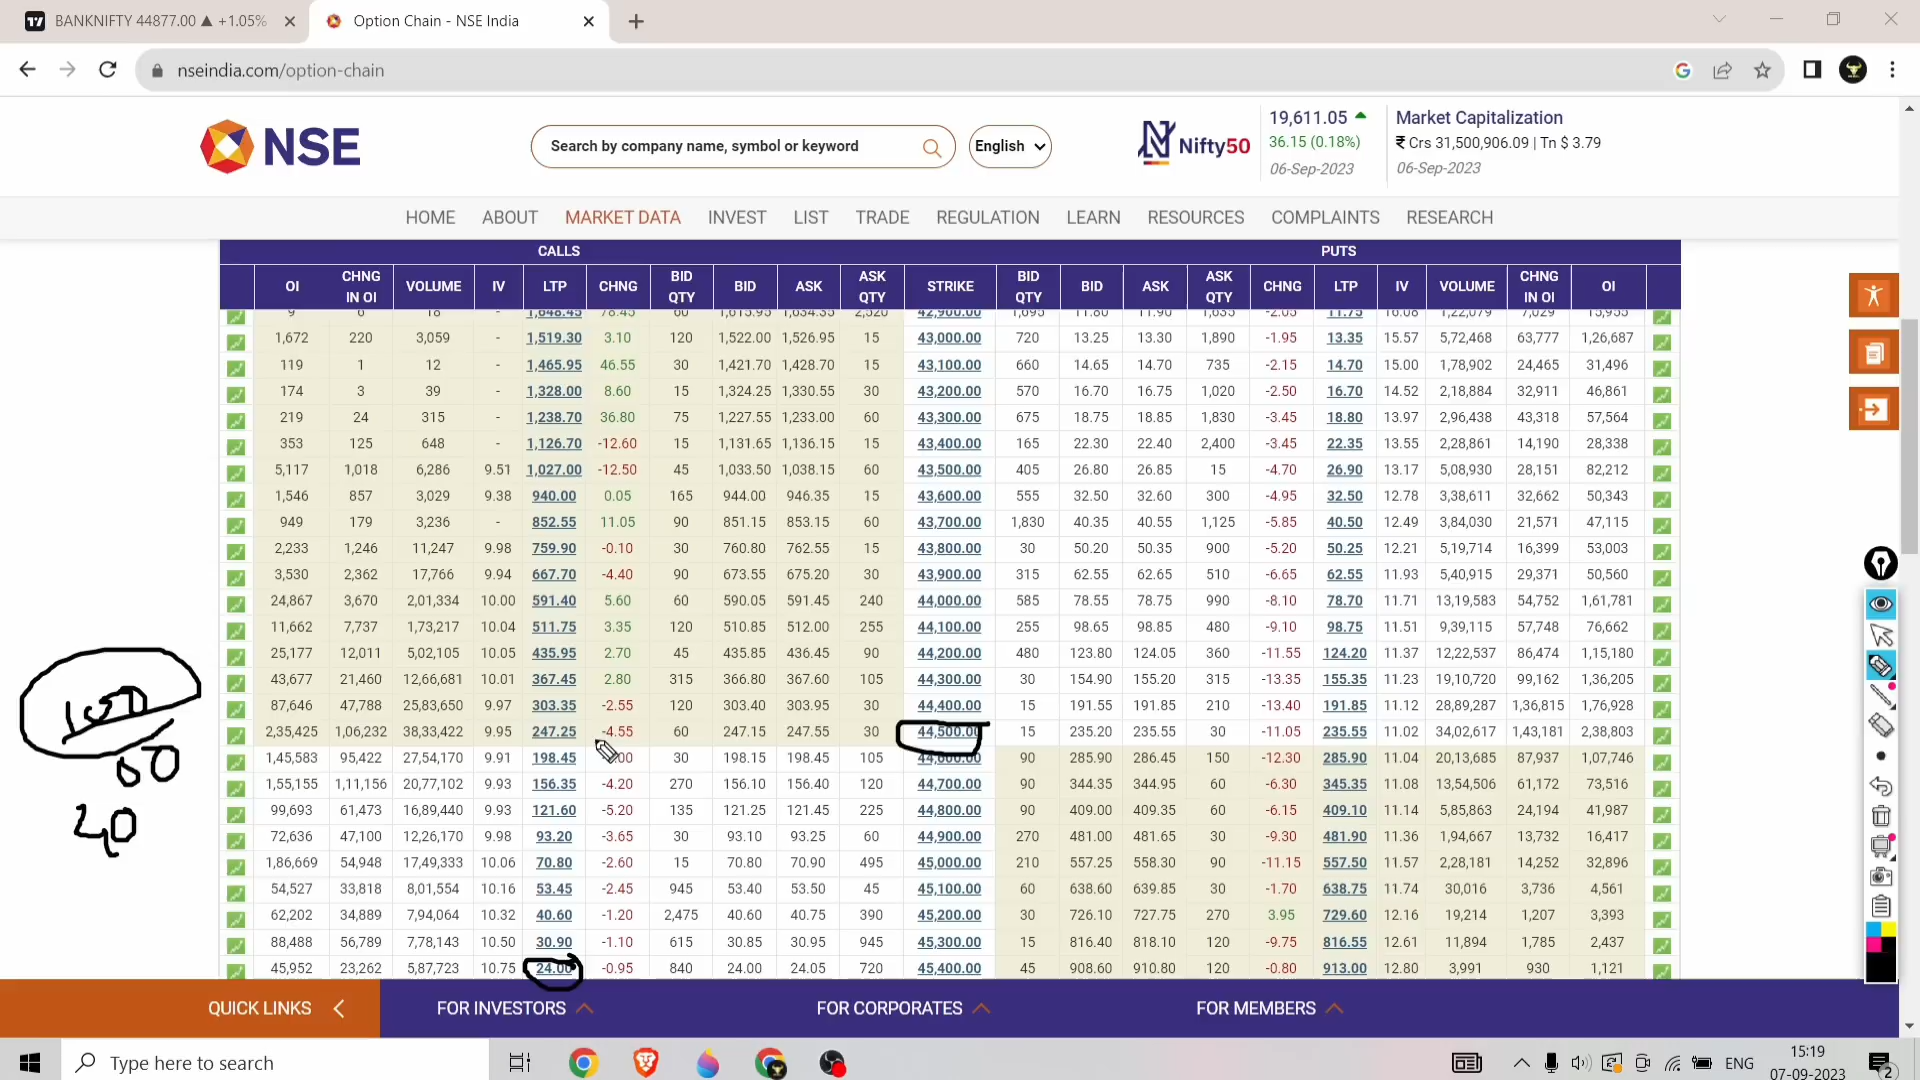 BANKNIFTY 44877.00 ▲ +1.05%
Option Chain - NSE India
nseindia.com/option-chain
NSE
Search by company name, symbol or keyword
English
Nifty50
19,611.05
36.15 (0.18%)
06-Sep-2023
Market Capitalization
₹ Crs 31,500,906.09 | Tn $ 3.79
06-Sep-2023
HOME ABOUT MARKET DATA INVEST LIST TRADE REGULATION LEARN RESOURCES COMPLAINTS RESEARCH
CALLS PUTS
OI CHNG IN OI VOLUME IV LTP CHNG BID QTY BID ASK ASK QTY STRIKE BID QTY BID ASK ASK QTY CHNG LTP IV VOLUME CHNG IN OI OI
9 6 18 - 1,648.45 78.45 60 1,615.95 1,634.35 2,520 42,900.00 1,695 11.80 11.90 1,635 -2.05 11.75 16.08 1,22,079 7,029 15,955
1,672 220 3,059 - 1,519.30 3.10 120 1,522.00 1,526.95 15 43,000.00 720 13.25 13.30 1,890 -1.95 13.35 15.57 5,72,468 63,777 1,26,687
119 1 12 - 1,465.95 46.55 30 1,421.70 1,428.70 15 43,100.00 660 14.65 14.70 735 -2.15 14.70 15.00 1,78,902 24,465 31,496
174 3 39 - 1,328.00 8.60 15 1,324.25 1,330.55 30 43,200.00 570 16.70 16.75 1,020 -2.50 16.70 14.52 2,18,884 32,911 46,861
219 24 315 - 1,238.70 36.80 75 1,227.55 1,233.00 60 43,300.00 675 18.75 18.85 1,830 -3.45 18.80 13.97 2,96,438 43,318 57,564
353 125 648 - 1,126.70 -12.60 15 1,131.65 1,136.15 15 43,400.00 165 22.30 22.40 2,400 -3.45 22.35 13.55 2,28,861 14,190 28,338
5,117 1,018 6,286 9.51 1,027.00 -12.50 45 1,033.50 1,038.15 60 43,500.00 405 26.80 26.85 15 -4.70 26.90 13.17 5,08,930 28,151 82,212
1,546 857 3,029 9.38 940.00 0.05 165 944.00 946.35 15 43,600.00 555 32.50 32.60 300 -4.95 32.50 12.78 3,38,611 32,662 50,343
949 179 3,236 - 852.55 11.05 90 851.15 853.15 60 43,700.00 1,830 40.35 40.55 1,125 -5.85 40.50 12.49 3,84,030 21,571 47,115
2,233 1,246 11,247 9.98 759.90 -0.10 30 760.80 762.55 15 43,800.00 30 50.20 50.35 900 -5.20 50.25 12.21 5,19,714 16,399 53,003
3,530 2,362 17,766 9.94 667.70 -4.40 90 673.55 675.20 30 43,900.00 315 62.55 62.65 510 -6.65 62.55 11.93 5,40,915 29,371 50,560
24,867 3,670 2,01,334 10.00 591.40 5.60 60 590.05 591.45 240 44,000.00 585 78.55 78.75 990 -8.10 78.70 11.71 13,19,583 54,752 1,61,781
11,662 7,737 1,73,217 10.04 511.75 3.35 120 510.85 512.00 255 44,100.00 255 98.65 98.85 480 -9.10 98.75 11.51 9,39,115 57,748 76,662
25,177 12,011 5,02,105 10.05 435.95 2.70 45 435.85 436.45 90 44,200.00 480 123.80 124.05 360 -11.55 124.20 11.37 12,22,537 86,474 1,15,180
43,677 21,460 12,66,681 10.01 367.45 2.80 315 366.80 367.60 105 44,300.00 30 154.90 155.20 315 -13.35 155.35 11.23 19,10,720 99,162 1,36,205
87,646 47,788 25,83,650 9.97 303.35 -2.55 120 303.40 303.95 30 44,400.00 15 191.55 191.85 210 -13.40 191.85 11.12 28,89,287 1,36,815 1,76,928
2,35,425 1,06,232 38,33,422 9.95 247.25 -4.55 60 247.15 247.55 30 44,500.00 15 235.20 235.55 30 -11.05 235.55 11.02 34,02,617 1,43,181 2,38,803
1,45,583 95,422 27,54,170 9.91 198.45 30 198.15 198.45 105 44,600.00 90 285.90 286.45 150 -12.30 285.90 11.04 20,13,685 87,937 1,07,746
1,55,155 1,11,156 20,77,102 9.93 156.35 -4.20 270 156.10 156.40 120 44,700.00 90 344.35 344.95 60 -6.30 345.35 11.08 13,54,506 61,172 73,516
99,693 61,473 16,89,440 9.93 121.60 -5.20 135 121.25 121.45 225 44,800.00 90 409.00 409.35 60 -6.15 409.10 11.14 5,85,863 24,194 41,987
72,636 47,100 12,26,170 9.98 93.20 -3.65 30 93.10 93.25 60 44,900.00 270 481.00 481.65 30 -9.30 481.90 11.36 1,94,667 13,732 16,417
1,86,669 54,948 17,49,333 10.06 70.80 -2.60 15 70.80 70.90 495 45,000.00 210 557.25 558.30 90 -11.15 557.50 11.57 2,28,181 14,252 32,896
54,527 33,818 8,01,554 10.16 53.45 -2.45 945 53.40 53.50 45 45,100.00 60 638.60 639.85 30 -1.70 638.75 11.74 30,016 3,736 4,561
62,202 34,889 7,94,064 10.32 40.60 -1.20 2,475 40.60 40.75 390 45,200.00 30 726.10 727.75 270 3.95 729.60 12.16 19,214 1,207 3,393
88,488 56,789 7,78,143 10.50 30.90 -1.10 615 30.85 30.95 945 45,300.00 15 816.40 818.10 120 -9.75 816.55 12.61 11,894 1,785 2,437
45,952 23,262 5,87,723 10.75 24.00 -0.95 840 24.00 24.05 720 45,400.00 45 908.60 910.80 120 -0.80 913.00 12.80 3,991 930 1,121
60
40
QUICK LINKS FOR INVESTORS FOR CORPORATES FOR MEMBERS
Type here to search
ENG
15:19
07-09-2023
2